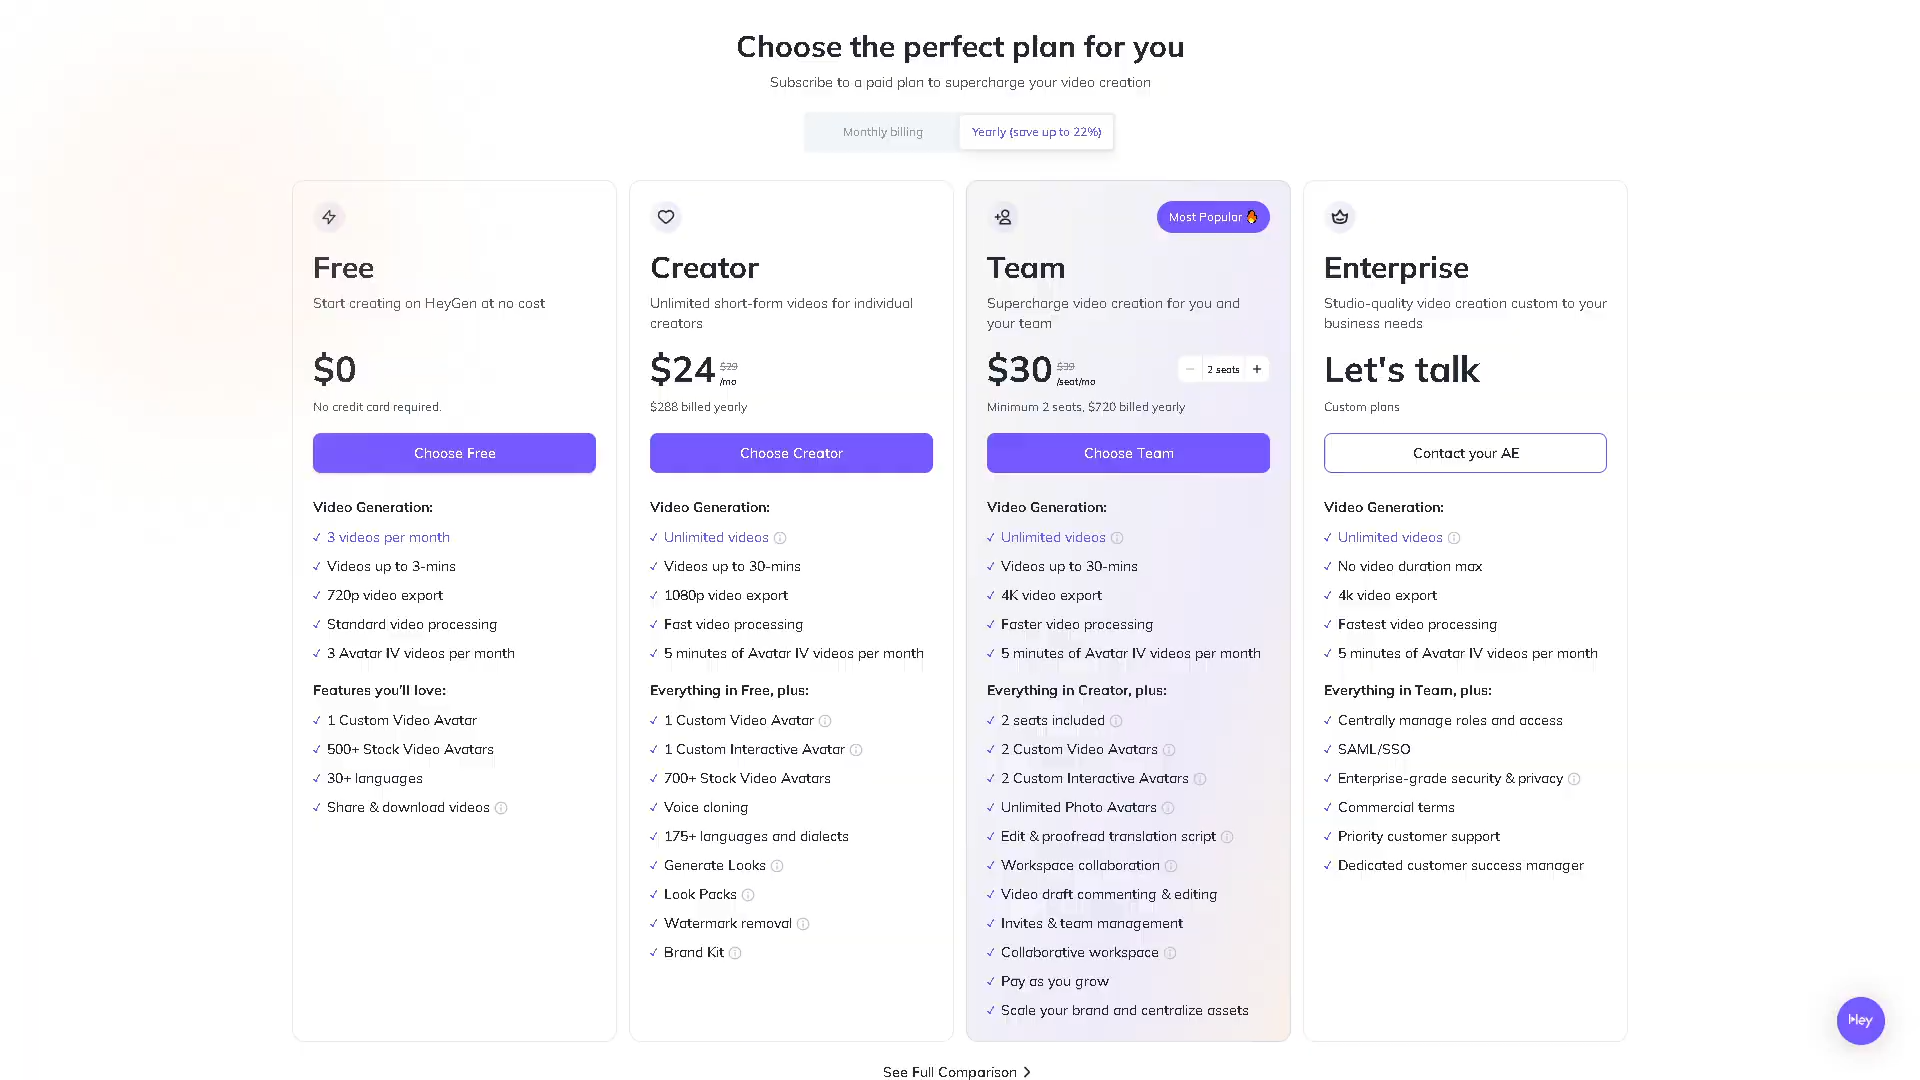 Choose the perfect plan for you
Subscribe to a paid plan to supercharge your video creation
Monthly billing
Yearly (save up to 22%)
Free
Start creating on HeyGen at no cost
$0
No credit card required.
Choose Free
Video Generation:
✓ 3 videos per month
✓ Videos up to 3-mins
✓ 720p video export
✓ Standard video processing
✓ 3 Avatar IV videos per month
Features you'll love:
✓ 1 Custom Video Avatar
✓ 500+ Stock Video Avatars
✓ 30+ languages
✓ Share & download videos
Creator
Unlimited short-form videos for individual
creators
$24 $29
/mo
$288 billed yearly
Choose Creator
Video Generation:
✓ Unlimited videos
✓ Videos up to 30-mins
✓ 1080p video export
✓ Fast video processing
✓ 5 minutes of Avatar IV videos per month
Everything in Free, plus:
✓ 1 Custom Video Avatar
✓ 1 Custom Interactive Avatar
✓ 700+ Stock Video Avatars
✓ Voice cloning
✓ 175+ languages and dialects
✓ Generate Looks
✓ Look Packs
✓ Watermark removal
✓ Brand Kit
Most Popular 🔥
Team
Supercharge video creation for you and
your team
$30 $39
/seat/mo
− 2 seats +
Minimum 2 seats, $720 billed yearly
Choose Team
Video Generation:
✓ Unlimited videos
✓ Videos up to 30-mins
✓ 4K video export
✓ Faster video processing
✓ 5 minutes of Avatar IV videos per month
Everything in Creator, plus:
✓ 2 seats included
✓ 2 Custom Video Avatars
✓ 2 Custom Interactive Avatars
✓ Unlimited Photo Avatars
✓ Edit & proofread translation script
✓ Workspace collaboration
✓ Video draft commenting & editing
✓ Invites & team management
✓ Collaborative workspace
✓ Pay as you grow
✓ Scale your brand and centralize assets
Enterprise
Studio-quality video creation custom to your
business needs
Let's talk
Custom plans
Contact your AE
Video Generation:
✓ Unlimited videos
✓ No video duration max
✓ 4k video export
✓ Fastest video processing
✓ 5 minutes of Avatar IV videos per month
Everything in Team, plus:
✓ Centrally manage roles and access
✓ SAML/SSO
✓ Enterprise-grade security & privacy
✓ Commercial terms
✓ Priority customer support
✓ Dedicated customer success manager
See Full Comparison >
Hey